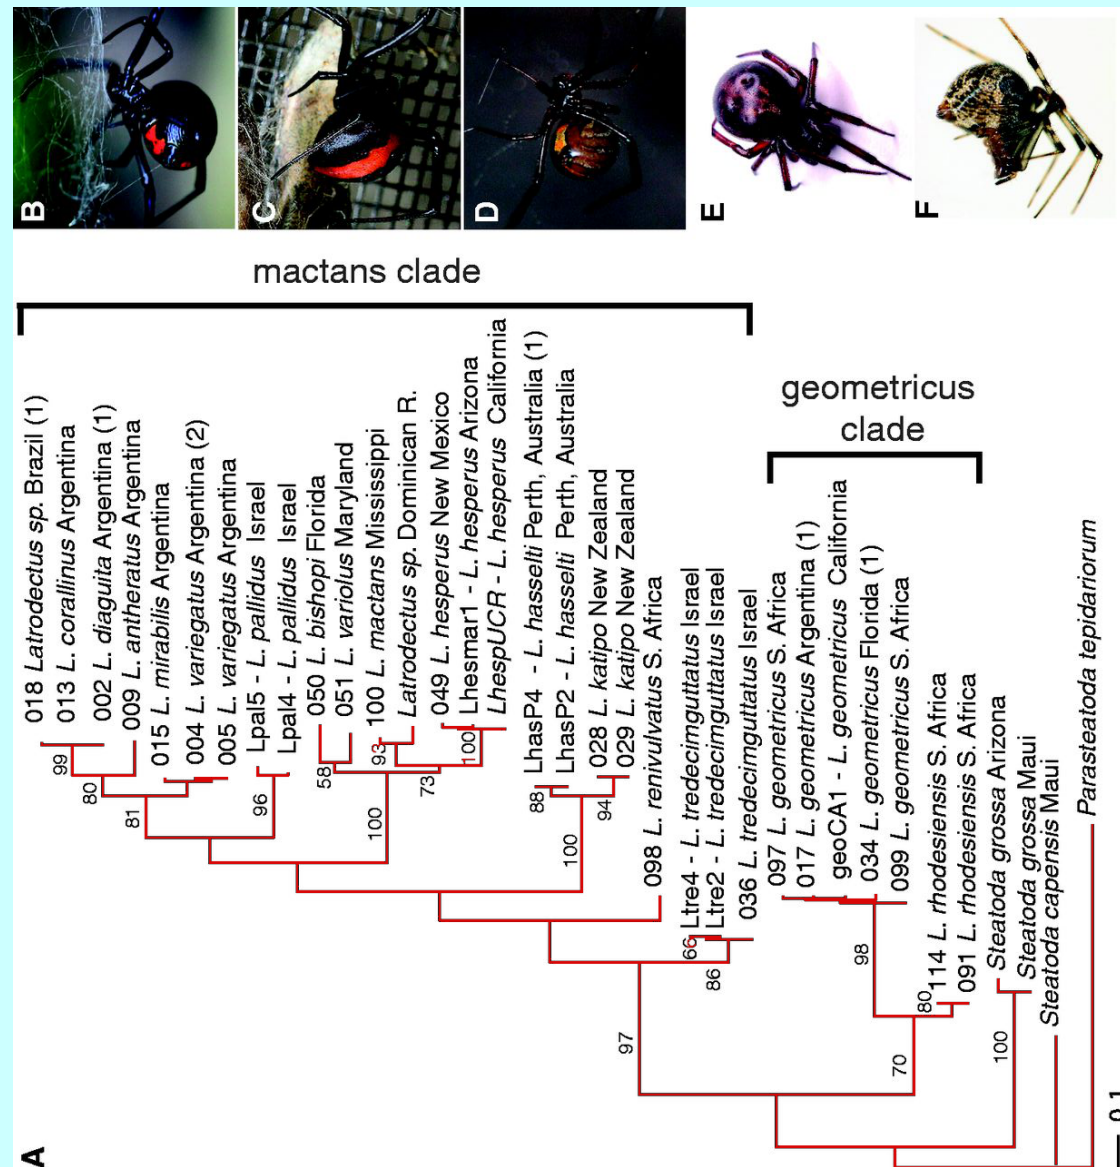 A
B
C
D
E
F
mactans clade
geometricus
clade
018 Latrodectus sp. Brazil (1)
013 L. corallinus Argentina
002 L. diaguita Argentina (1)
009 L. antheratus Argentina
015 L. mirabilis Argentina
004 L. variegatus Argentina (2)
005 L. variegatus Argentina
Lpal5 - L. pallidus Israel
Lpal4 - L. pallidus Israel
050 L. bishopi Florida
051 L. variolus Maryland
100 L. mactans Mississippi
Latrodectus sp. Dominican R.
049 L. hesperus New Mexico
Lhesmar1 - L. hesperus Arizona
LhespUCR - L. hesperus California
LhasP4 - L. hasselti Perth, Australia (1)
LhasP2 - L. hasselti Perth, Australia
028 L. katipo New Zealand
029 L. katipo New Zealand
098 L. renivulvatus S. Africa
Ltre4 - L. tredecimguttatus Israel
Ltre2 - L. tredecimguttatus Israel
036 L. tredecimguttatus Israel
097 L. geometricus S. Africa
017 L. geometricus Argentina (1)
geoCA1 - L. geometricus California
034 L. geometricus Florida (1)
099 L. geometricus S. Africa
114 L. rhodesiensis S. Africa
091 L. rhodesiensis S. Africa
Steatoda grossa Arizona
Steatoda grossa Maui
Steatoda capensis Maui
Parasteatoda tepidariorum
99
80
81
96
58
93
73
100
100
88
94
100
66
86
97
98
80
70
100
0.1